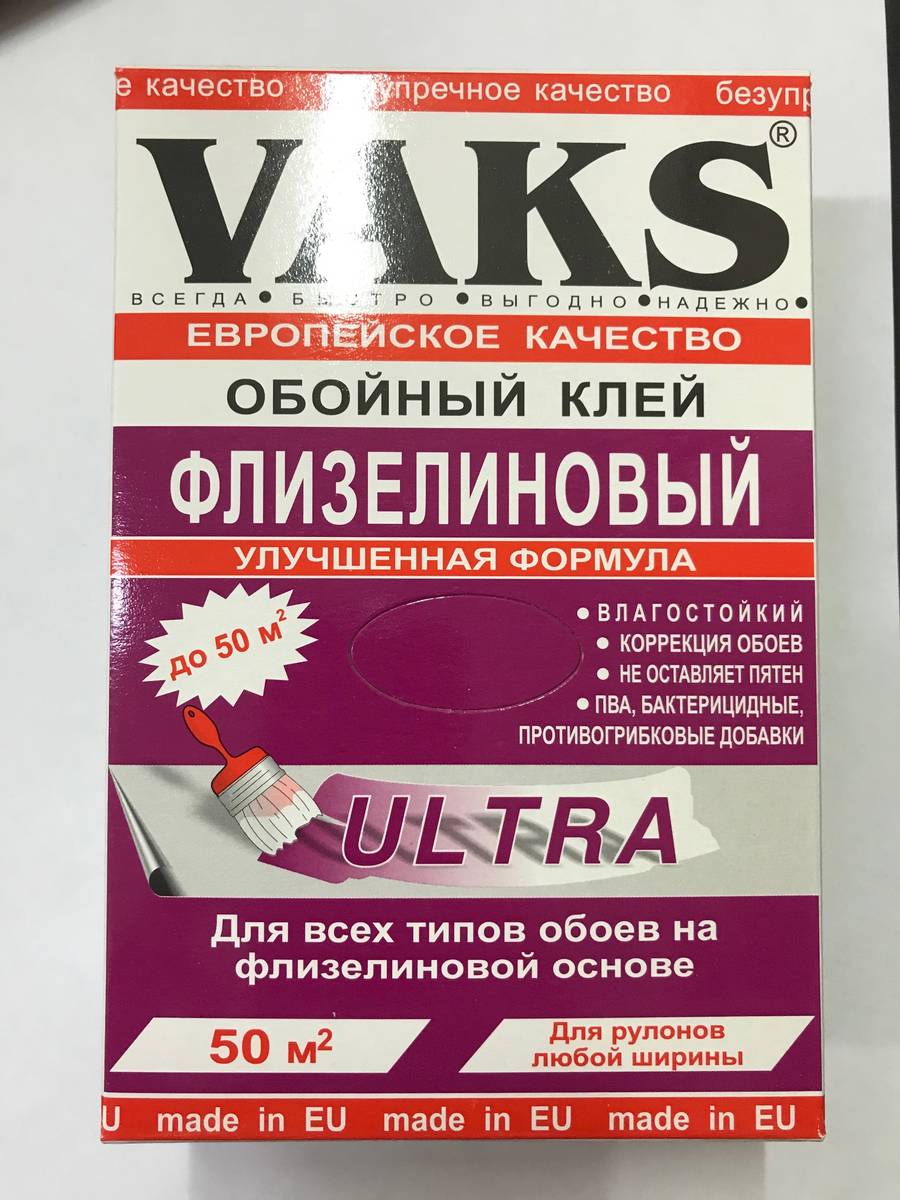 е качество безупречное качество безупр
VAKS®
ВСЕГДА • БЫСТРО • ВЫГОДНО • НАДЕЖНО •
ЕВРОПЕЙСКОЕ КАЧЕСТВО
ОБОЙНЫЙ КЛЕЙ
ФЛИЗЕЛИНОВЫЙ
УЛУЧШЕННАЯ ФОРМУЛА
до 50 м²
• ВЛАГОСТОЙКИЙ
• КОРРЕКЦИЯ ОБОЕВ
• НЕ ОСТАВЛЯЕТ ПЯТЕН
• ПВА, БАКТЕРИЦИДНЫЕ,
ПРОТИВОГРИБКОВЫЕ ДОБАВКИ
ULTRA
Для всех типов обоев на
флизелиновой основе
50 м²
Для рулонов
любой ширины
U made in EU made in EU made in EU